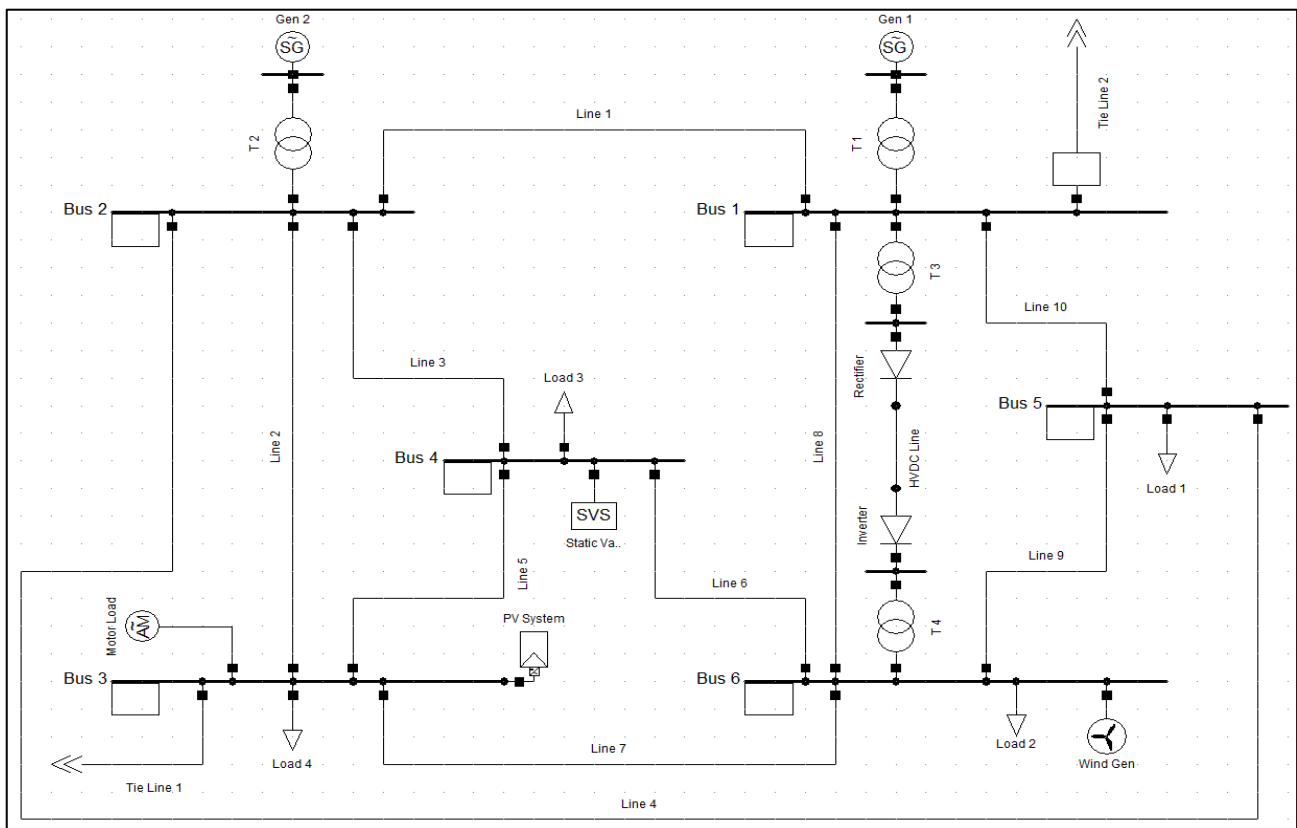 Gen 2
Gen 1
SG
SG
Tie Line 2
Line 1
T 2
T 1
Bus 2
Bus 1
T 3
Line 10
Line 3
Load 3
Rectifier
Bus 5
Line 2
Line 8
HVDC Line
Bus 4
Load 1
SVS
Static Va..
Inverter
Line 5
Line 9
Line 6
Motor Load
AM
PV System
T 4
Bus 3
Bus 6
Line 7
Load 2
Load 4
Wind Gen
Tie Line 1
Line 4